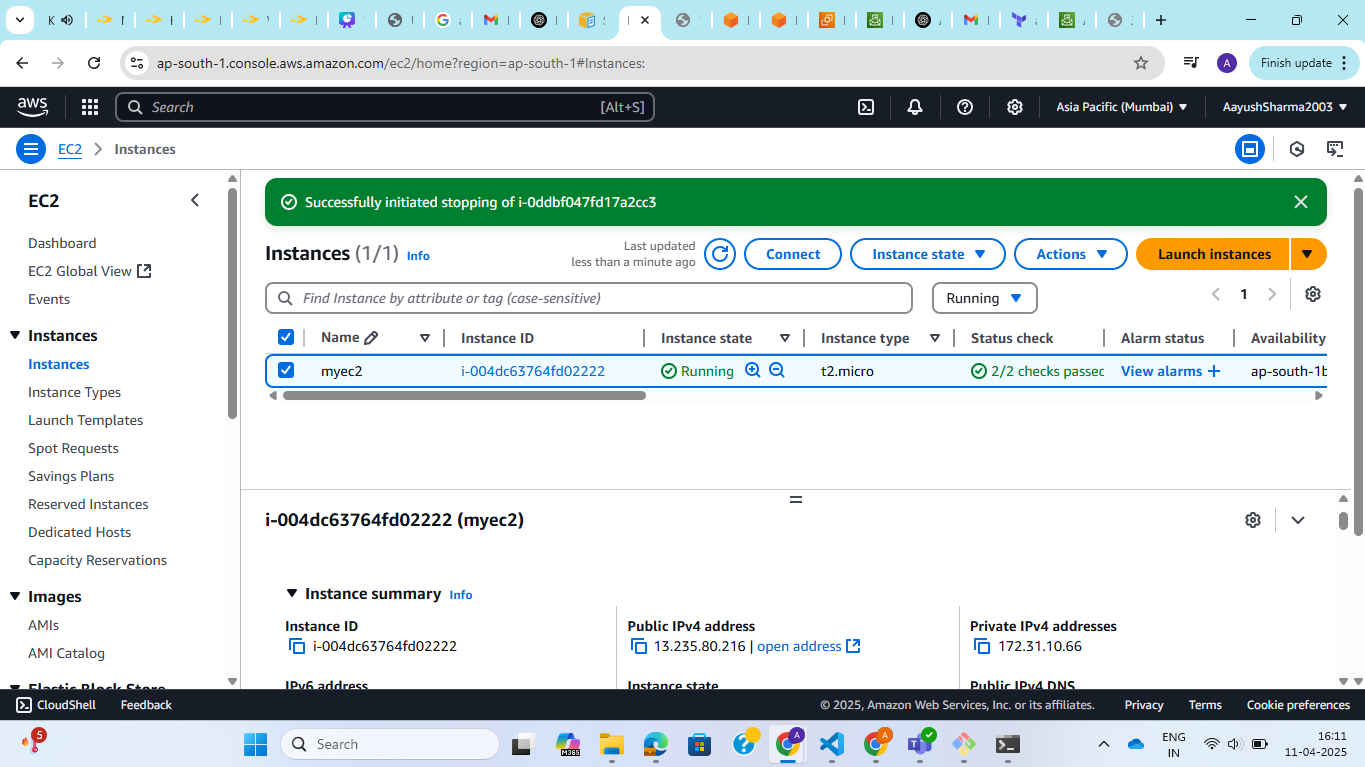 ap-south-1.console.aws.amazon.com/ec2/home?region=ap-south-1#Instances:
A
Finish update
aws
Search
[Alt+S]
Asia Pacific (Mumbai)
AayushSharma2003
EC2
Instances
EC2
Dashboard
EC2 Global View
Events
Instances
Instances
Instance Types
Launch Templates
Spot Requests
Savings Plans
Reserved Instances
Dedicated Hosts
Capacity Reservations
Images
AMIs
AMI Catalog
Elastic Block Store
Successfully initiated stopping of i-0ddbf047fd17a2cc3
Instances (1/1) Info
Last updated
less than a minute ago
Connect
Instance state
Actions
Launch instances
Find Instance by attribute or tag (case-sensitive)
Running
1
Name
Instance ID
Instance state
Instance type
Status check
Alarm status
Availability
myec2
i-004dc63764fd02222
Running
t2.micro
2/2 checks passed
View alarms
ap-south-1b
i-004dc63764fd02222 (myec2)
Instance summary Info
Instance ID
i-004dc63764fd02222
Public IPv4 address
13.235.80.216 | open address
Private IPv4 addresses
172.31.10.66
IPv6 address
Instance state
Public IPv4 DNS
CloudShell
Feedback
© 2025, Amazon Web Services, Inc. or its affiliates.
Privacy
Terms
Cookie preferences
5
Search
M365
A
A
ENG
IN
16:11
11-04-2025